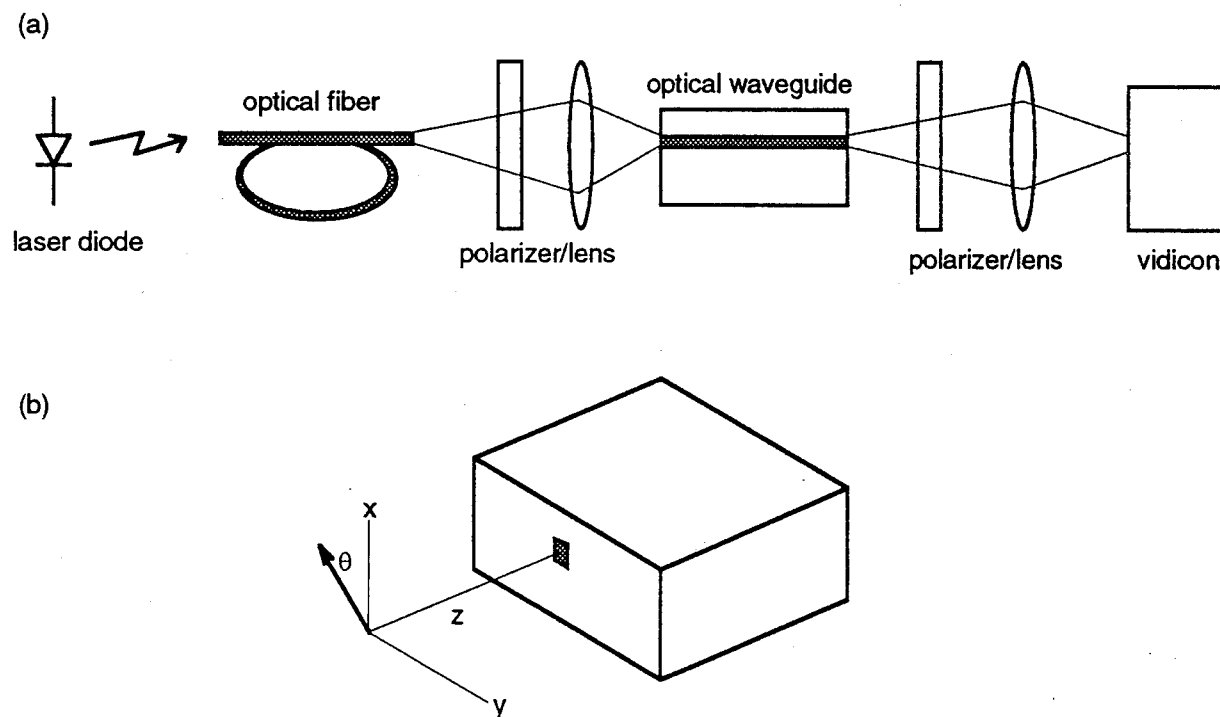 (a)
optical fiber
optical waveguide
laser diode
polarizer/lens
polarizer/lens
vidicon
(b)
x
θ
z
y